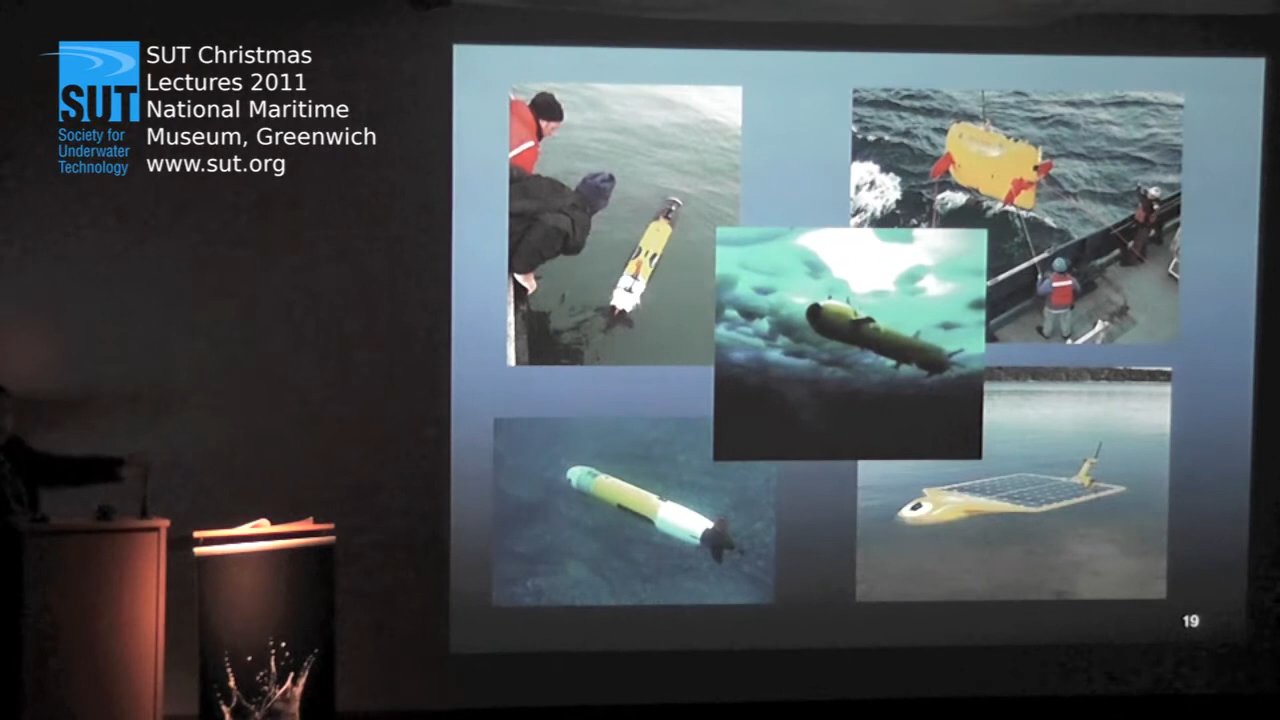 SUT Christmas
Lectures 2011
National Maritime
Museum, Greenwich
www.sut.org
SUT
Society for
Underwater
Technology
19